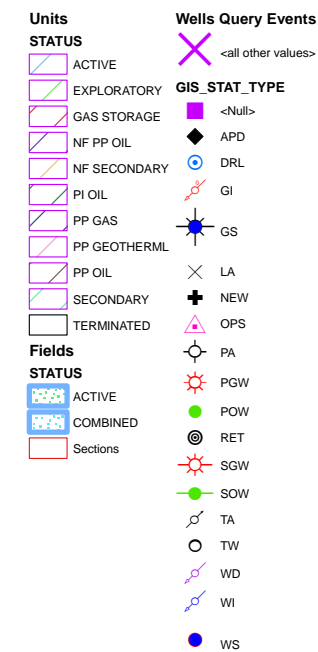 Units
STATUS
ACTIVE
EXPLORATORY
GAS STORAGE
NF PP OIL
NF SECONDARY
PI OIL
PP GAS
PP GEOTHERML
PP OIL
SECONDARY
TERMINATED
Fields
STATUS
ACTIVE
COMBINED
Sections
Wells Query Events
<all other values>
GIS_STAT_TYPE
<Null>
APD
DRL
GI
GS
LA
NEW
OPS
PA
PGW
POW
RET
SGW
SOW
TA
TW
WD
WI
WS